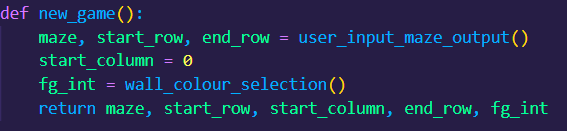 def new_game():
    maze, start_row, end_row = user_input_maze_output()
    start_column = 0
    fg_int = wall_colour_selection()
    return maze, start_row, start_column, end_row, fg_int